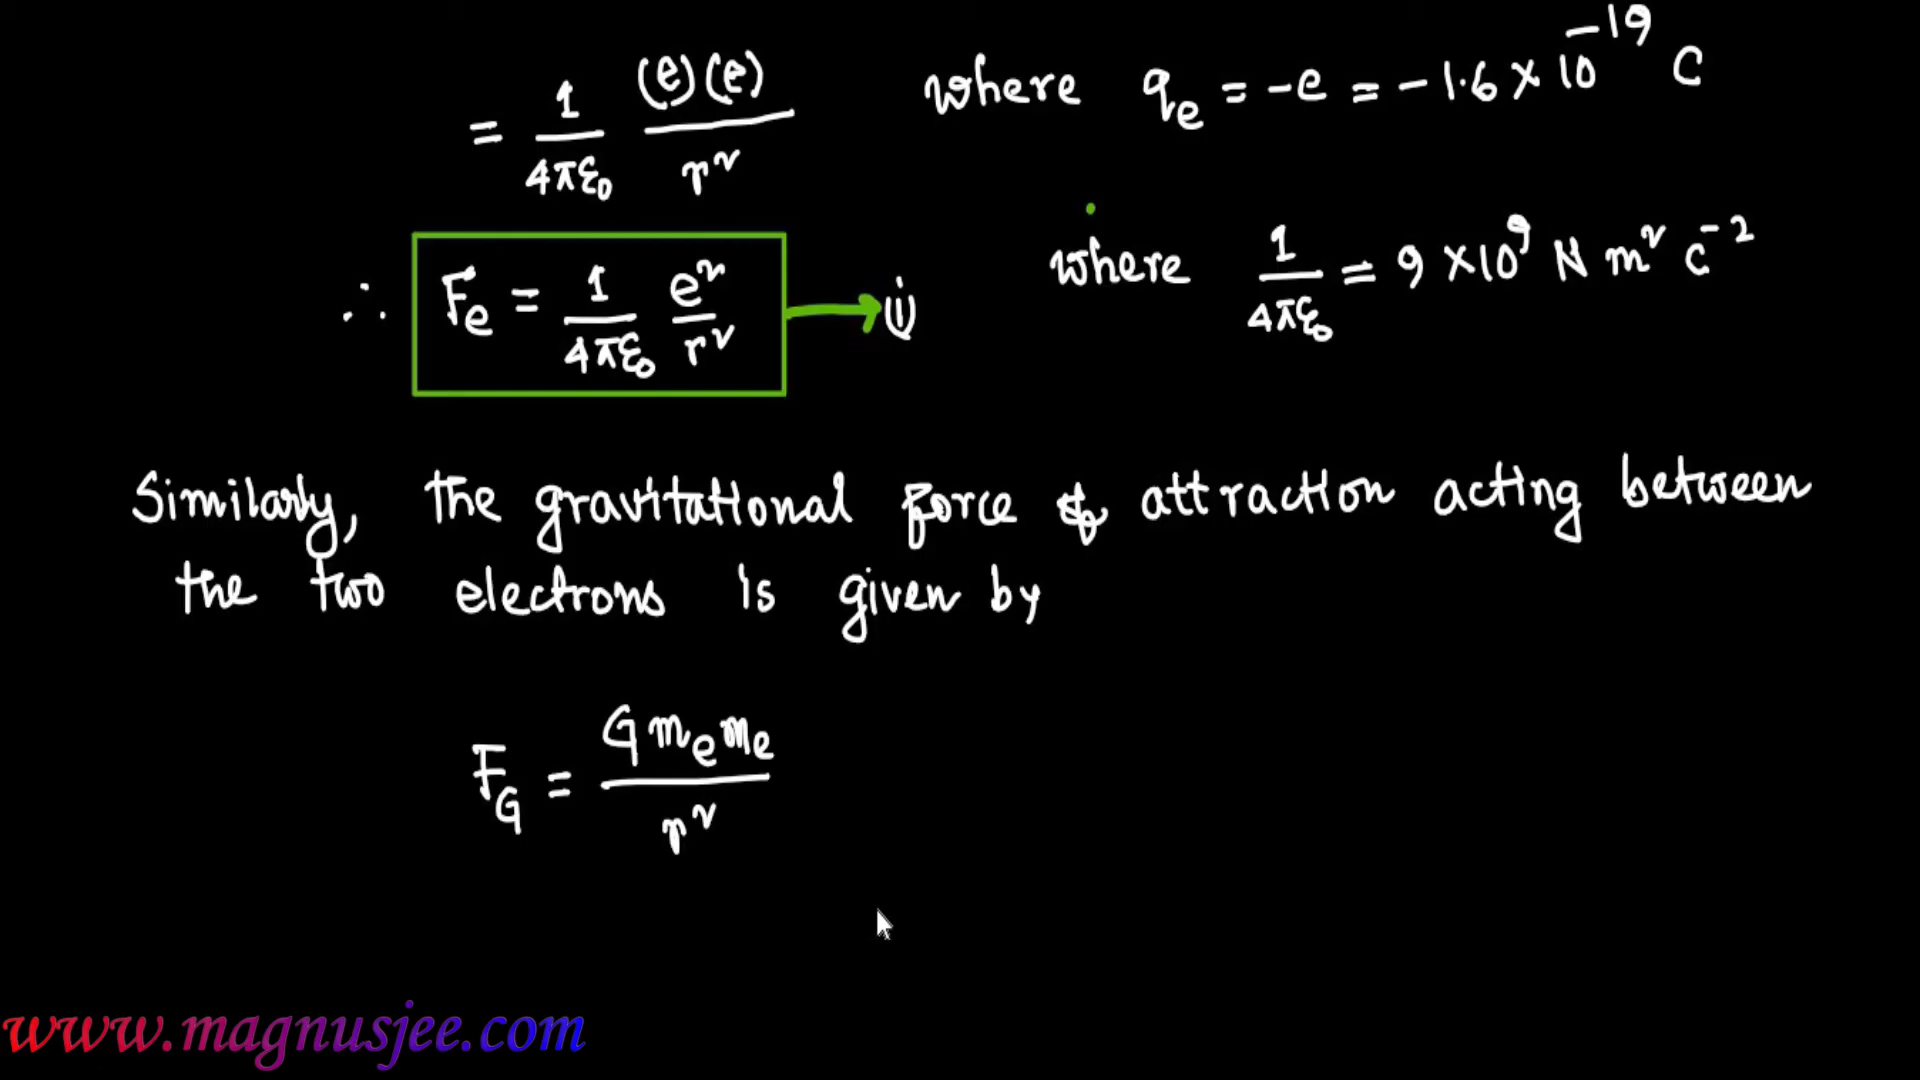 = 1/4πε₀ (e)(e)/r² where qₑ = -e = -1.6 × 10⁻¹⁹ C
∴ Fₑ = 1/4πε₀ e²/r² → (i) where 1/4πε₀ = 9 × 10⁹ N m² C⁻²
Similarly, the gravitational force of attraction acting between
the two electrons is given by
F_G = G mₑ mₑ / r²
www.magnusjee.com